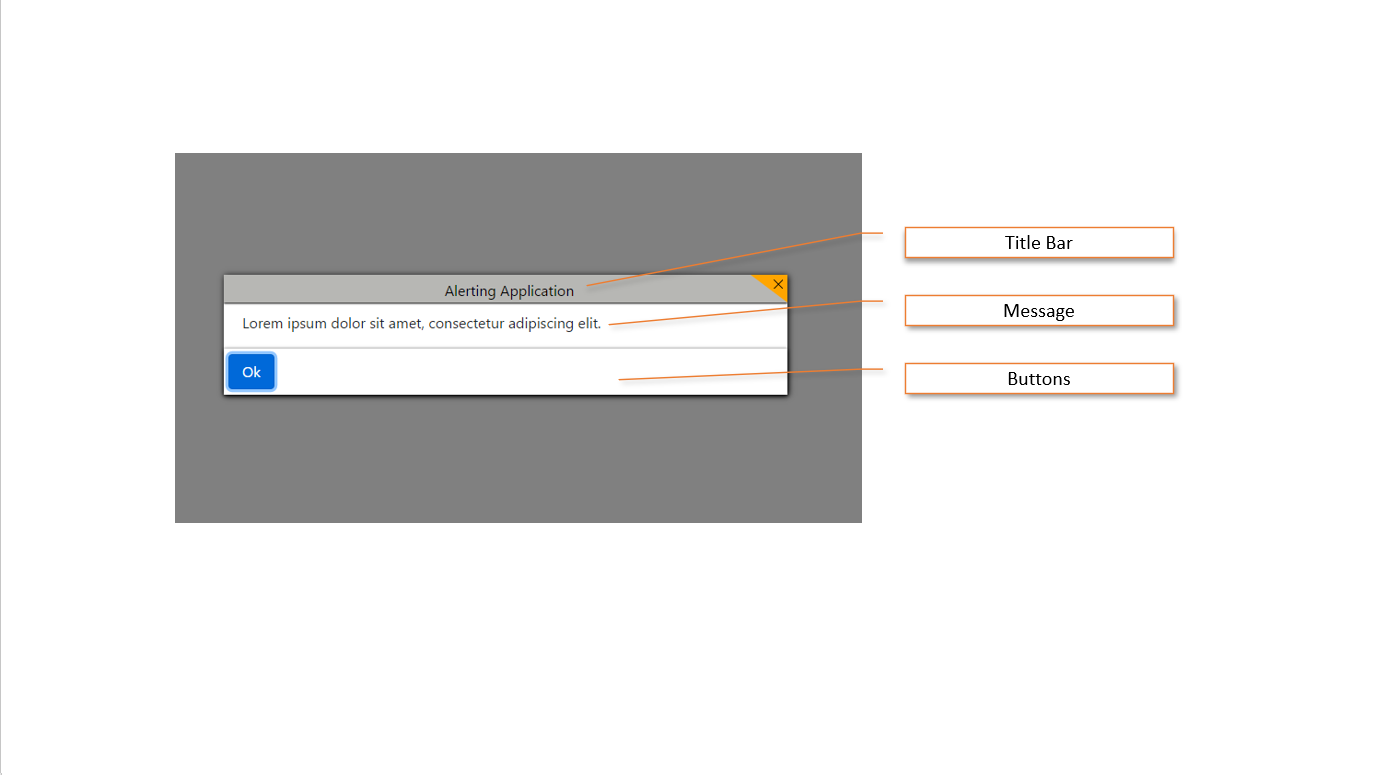 Title Bar
Alerting Application
Message
Lorem ipsum dolor sit amet, consectetur adipiscing elit.
Ok
Buttons